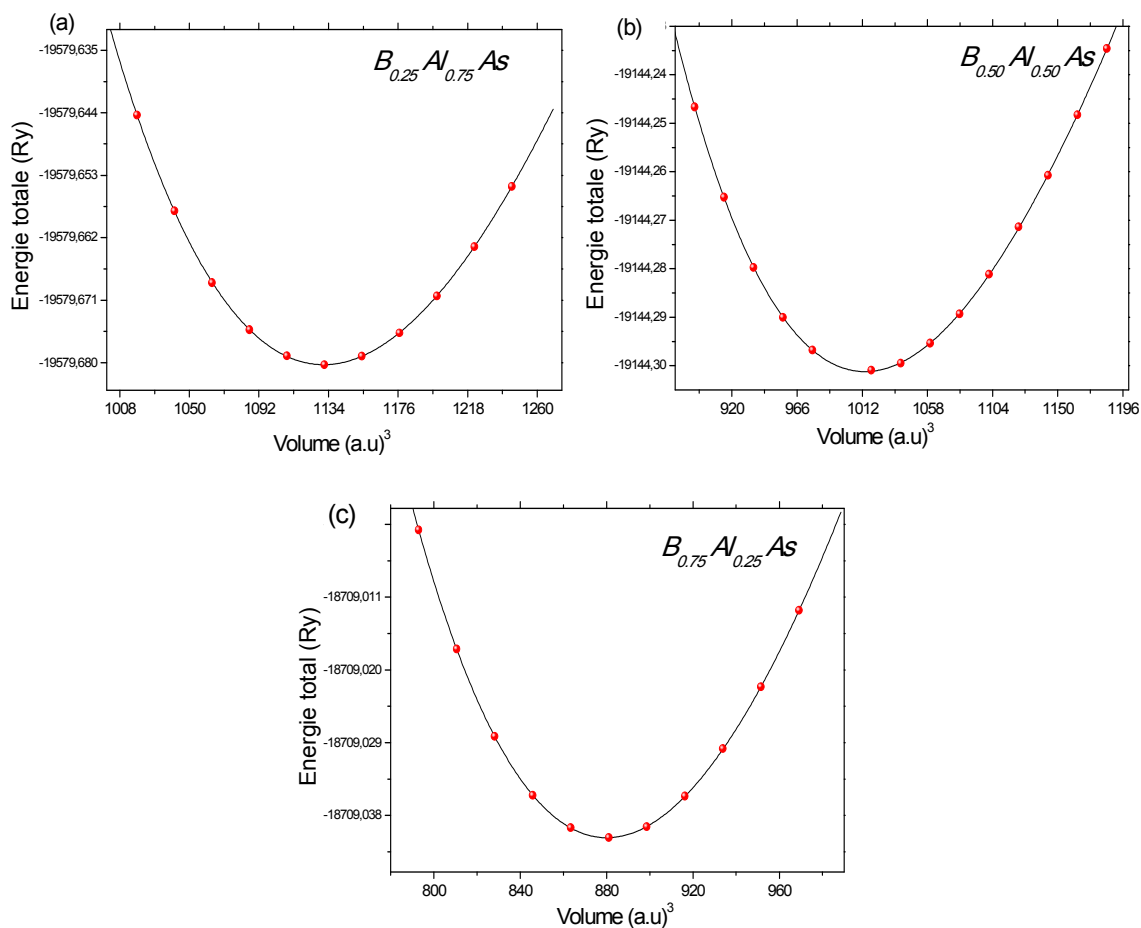 (a)
B0.25Al0.75As
Energie totale (Ry)
-19579,635
-19579,644
-19579,653
-19579,662
-19579,671
-19579,680
1008 1050 1092 1134 1176 1218 1260
Volume (a.u)3
(b)
B0.50Al0.50As
Energie totale (Ry)
-19144,24
-19144,25
-19144,26
-19144,27
-19144,28
-19144,29
-19144,30
920 966 1012 1058 1104 1150 1196
Volume (a.u)3
(c)
B0.75Al0.25As
Energie total (Ry)
-18709,011
-18709,020
-18709,029
-18709,038
800 840 880 920 960
Volume (a.u)3